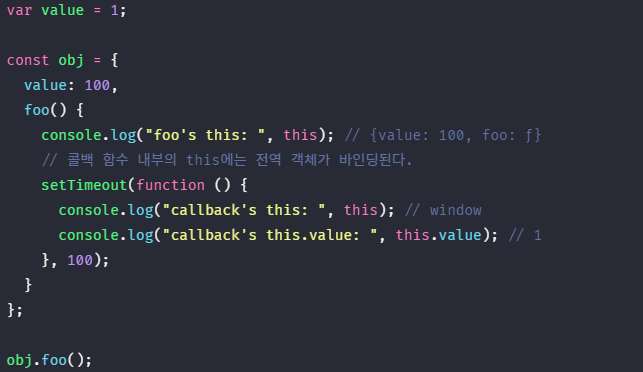 var value = 1;

const obj = {
  value: 100,
  foo() {
    console.log("foo's this: ", this); // {value: 100, foo: ƒ}
    // 콜백 함수 내부의 this에는 전역 객체가 바인딩된다.
    setTimeout(function () {
      console.log("callback's this: ", this); // window
      console.log("callback's this.value: ", this.value); // 1
    }, 100);
  }
};

obj.foo();